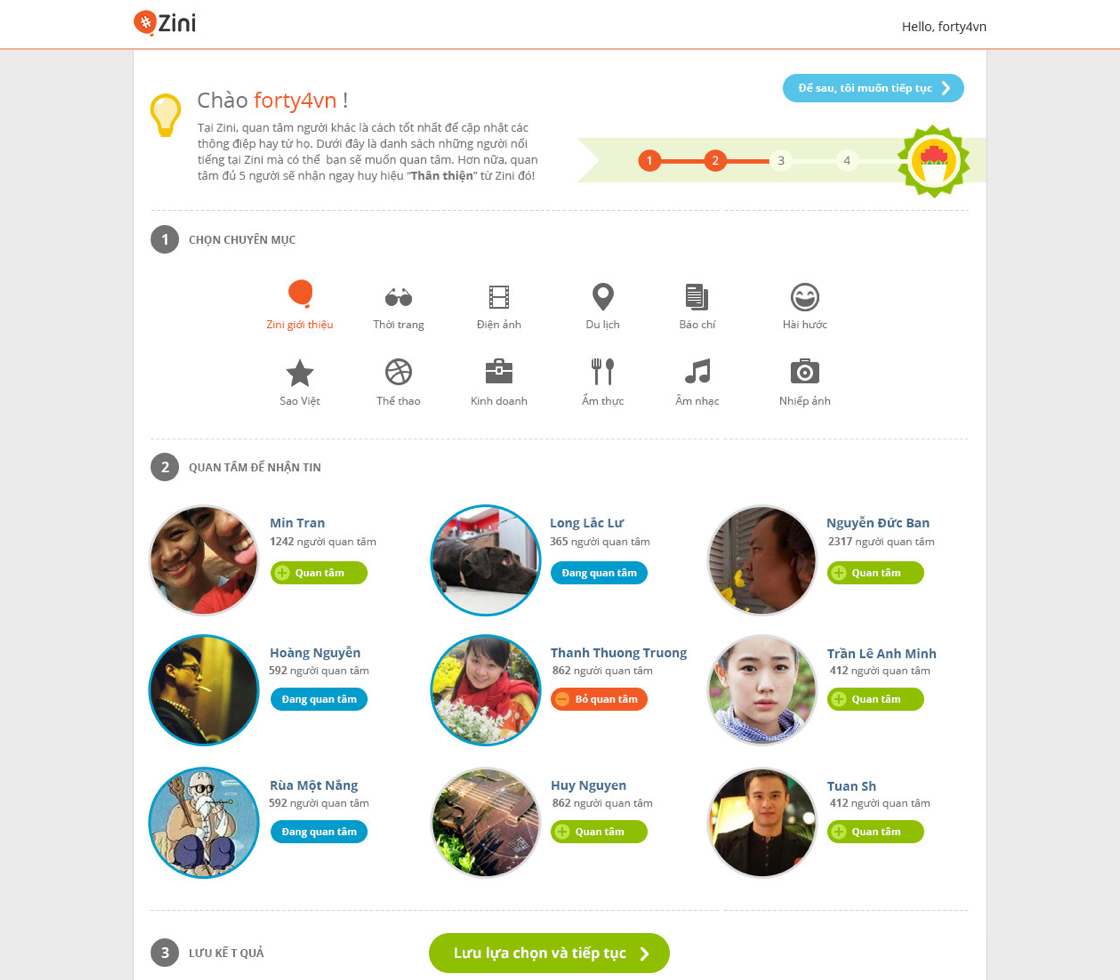 Zini
Hello, forty4vn
Để sau, tôi muốn tiếp tục
Chào forty4vn !
Tại Zini, quan tâm người khác là cách tốt nhất để cập nhật các
thông điệp hay từ họ. Dưới đây là danh sách những người nổi
tiếng tại Zini mà có thể bạn sẽ muốn quan tâm. Hơn nữa, quan
tâm đủ 5 người sẽ nhận ngay huy hiệu “Thân thiện” từ Zini đó!
1 2 3 4
1 CHỌN CHUYÊN MỤC
Zini giới thiệu Thời trang Điện ảnh Du lịch Báo chí Hài hước
Sao Việt Thể thao Kinh doanh Ẩm thực Âm nhạc Nhiếp ảnh
2 QUAN TÂM ĐỂ NHẬN TIN
Min Tran Long Lắc Lư Nguyễn Đức Ban
1242 người quan tâm 365 người quan tâm 2317 người quan tâm
Quan tâm Đang quan tâm Quan tâm
Hoàng Nguyễn Thanh Thuong Truong Trần Lê Anh Minh
592 người quan tâm 862 người quan tâm 412 người quan tâm
Đang quan tâm Bỏ quan tâm Quan tâm
Rùa Một Nắng Huy Nguyen Tuan Sh
592 người quan tâm 862 người quan tâm 412 người quan tâm
Đang quan tâm Quan tâm Quan tâm
3 LƯU KẾ T QUẢ
Lưu lựa chọn và tiếp tục